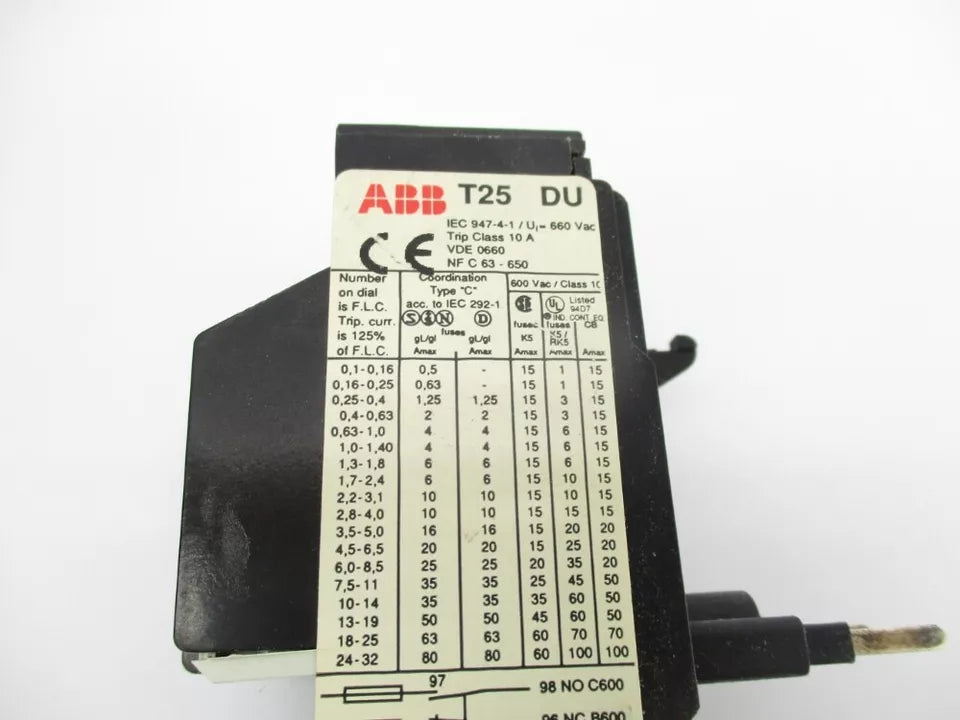 ABB T25 DU
IEC 947-4-1 / Ui= 660 Vac
Trip Class 10 A
VDE 0660
NF C 63 - 650
CE
Number
on dial
is F.L.C.
Trip. curr.
is 125%
of F.L.C.
Coordination
Type "C"
acc. to IEC 292-1
S N D
fuses
gL/gl gL/gl
Amax Amax
600 Vac / Class 10
UL Listed
94D7
IND. CONT. EQ.
fuses fuses CB
K5 K5 /
RK5
Amax Amax Amax
0,1-0,16 0,5 - 15 1 15
0,16-0,25 0,63 - 15 1 15
0,25-0,4 1,25 1,25 15 3 15
0,4-0,63 2 2 15 3 15
0,63-1,0 4 4 15 6 15
1,0-1,40 4 4 15 6 15
1,3-1,8 6 6 15 6 15
1,7-2,4 6 6 15 10 15
2,2-3,1 10 10 15 10 15
2,8-4,0 10 10 15 15 15
3,5-5,0 16 16 15 20 20
4,5-6,5 20 20 15 25 20
6,0-8,5 25 25 20 35 20
7,5-11 35 35 25 45 50
10-14 35 35 35 60 50
13-19 50 50 45 60 50
18-25 63 63 60 70 70
24-32 80 80 60 100 100
97 98 NO C600
96 NC B600